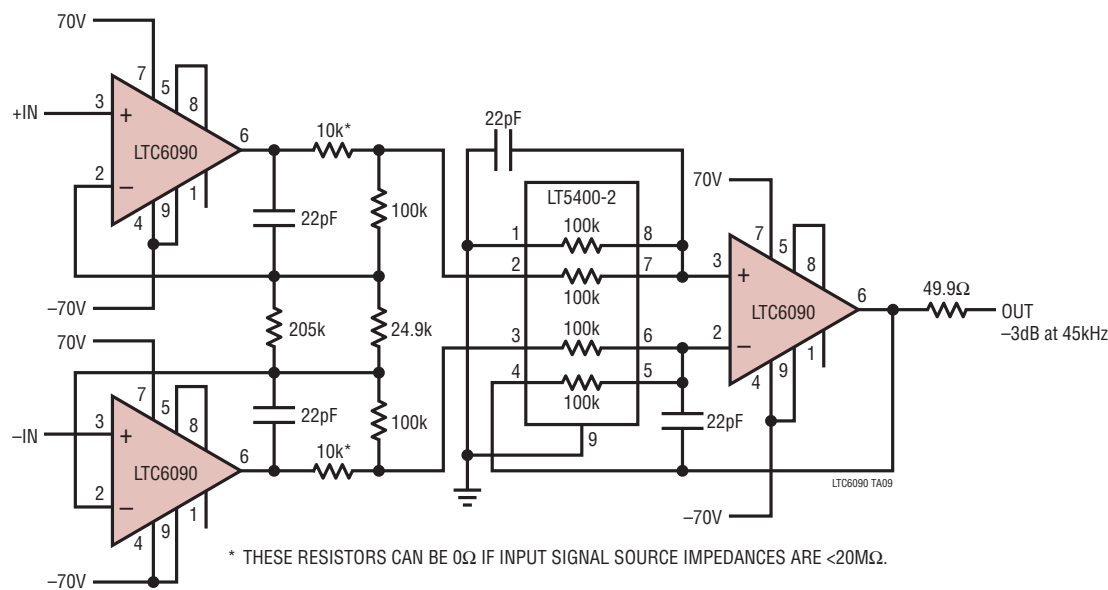 70V
7
5
8
3
+IN
+
10k*
6
22pF
LTC6090
2
–
1
4
9
22pF
100k
–70V
205k
24.9k
70V
7
5
8
3
–IN
+
22pF
100k
10k*
6
LTC6090
2
–
1
4
9
–70V
LT5400-2
1
100k
8
2
100k
7
3
100k
6
4
100k
5
9
22pF
70V
7
5
8
3
+
LTC6090
6
49.9Ω
OUT
–3dB at 45kHz
2
–
1
4
9
–70V
LTC6090 TA09
* THESE RESISTORS CAN BE 0Ω IF INPUT SIGNAL SOURCE IMPEDANCES ARE <20MΩ.